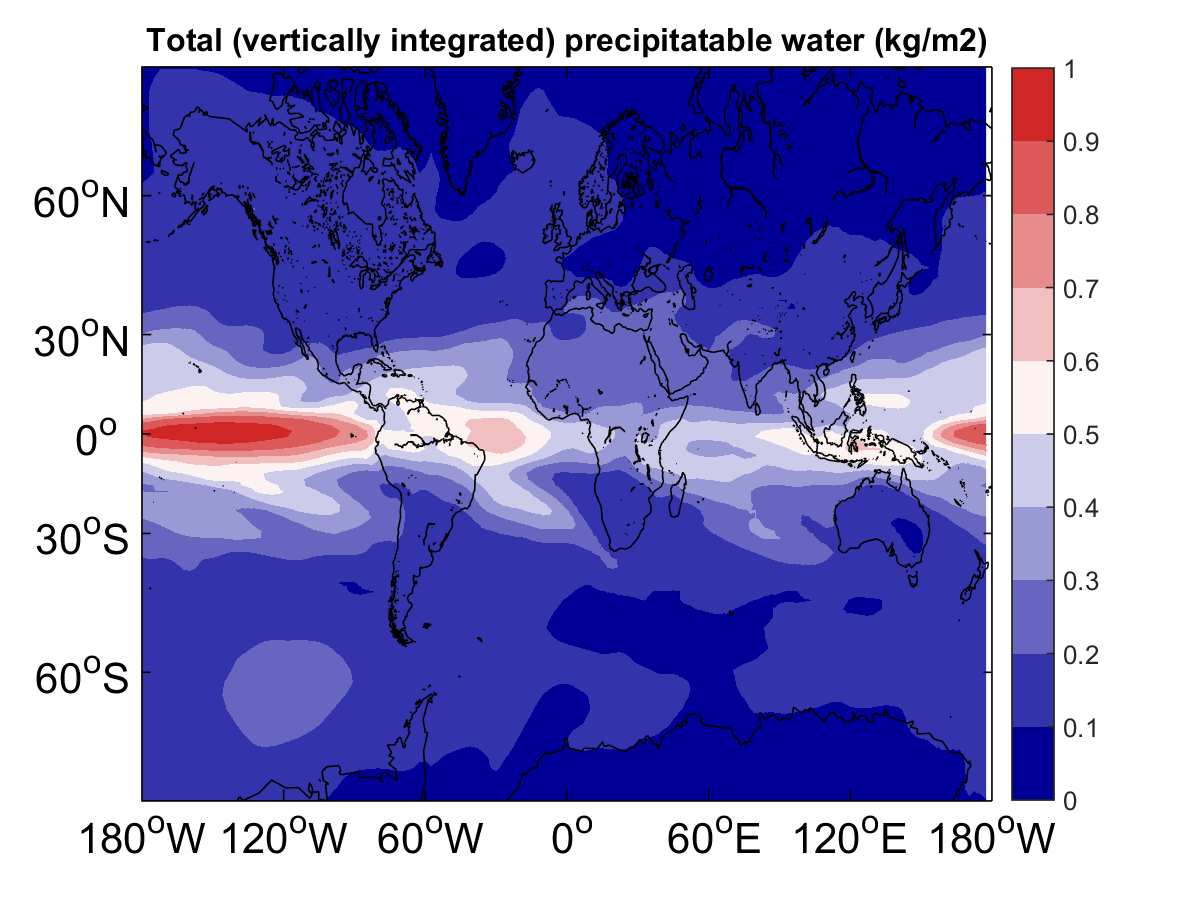 Total (vertically integrated) precipitatable water (kg/m2)
1
0.9
0.8
0.7
0.6
0.5
0.4
0.3
0.2
0.1
0
60°N
30°N
0°
30°S
60°S
180°W 120°W 60°W 0° 60°E 120°E 180°W